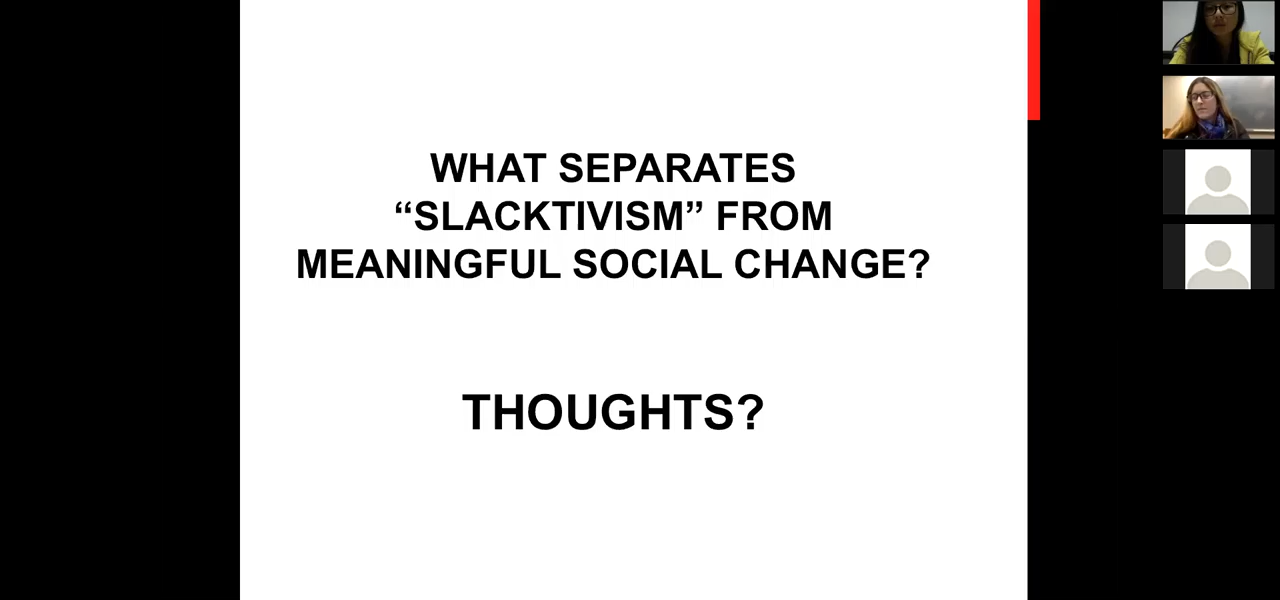 WHAT SEPARATES
“SLACKTIVISM” FROM
MEANINGFUL SOCIAL CHANGE?
THOUGHTS?